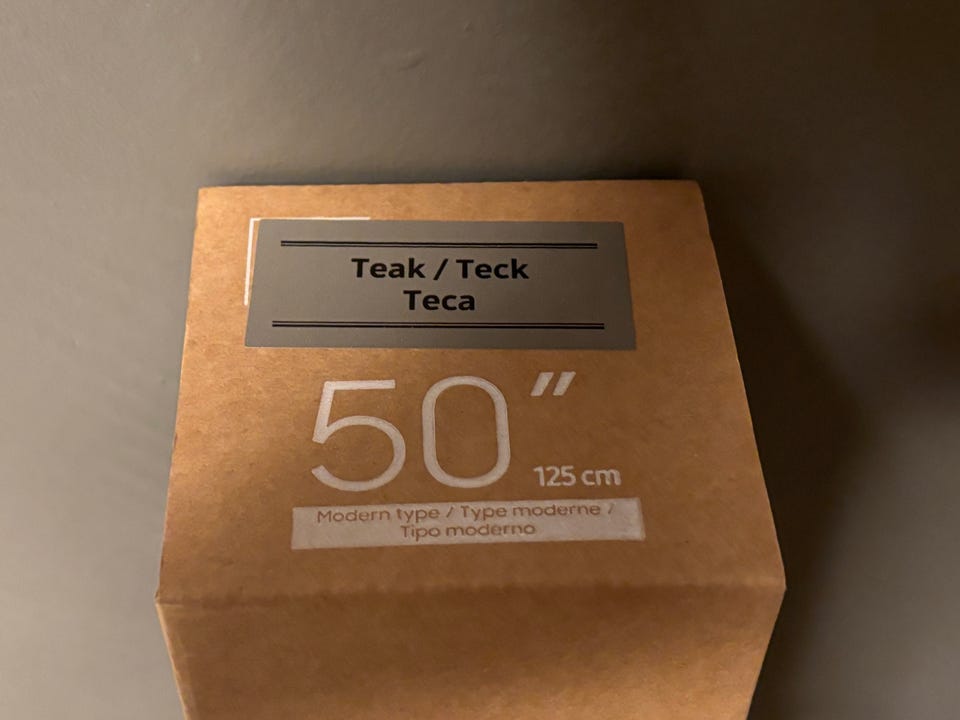 Teak / Teck
Teca
50”
125 cm
Modern type / Type moderne /
Tipo moderno